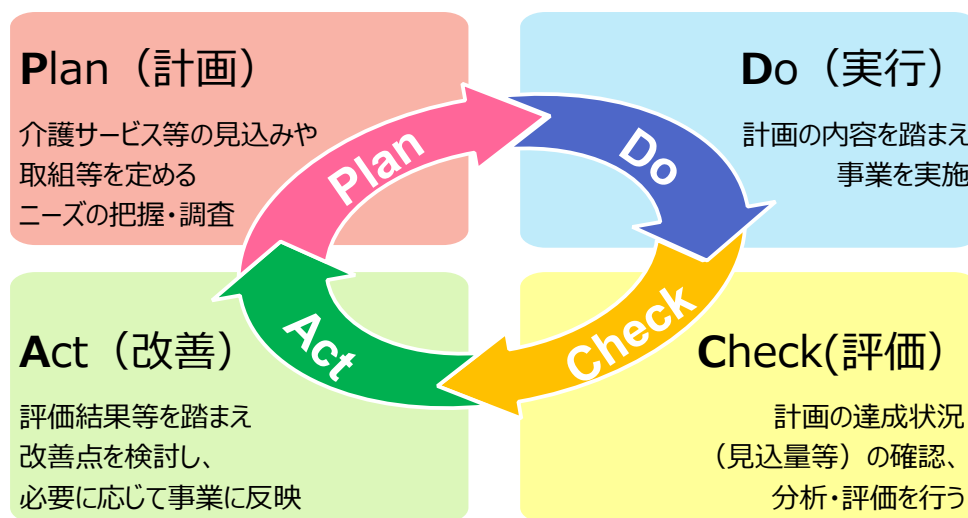 Plan（計画）
介護サービス等の見込みや
取組等を定める
ニーズの把握・調査
Do（実行）
計画の内容を踏まえ
事業を実施
Plan
Do
Check
Act
Act（改善）
評価結果等を踏まえ
改善点を検討し、
必要に応じて事業に反映
Check(評価）
計画の達成状況
（見込量等）の確認、
分析・評価を行う